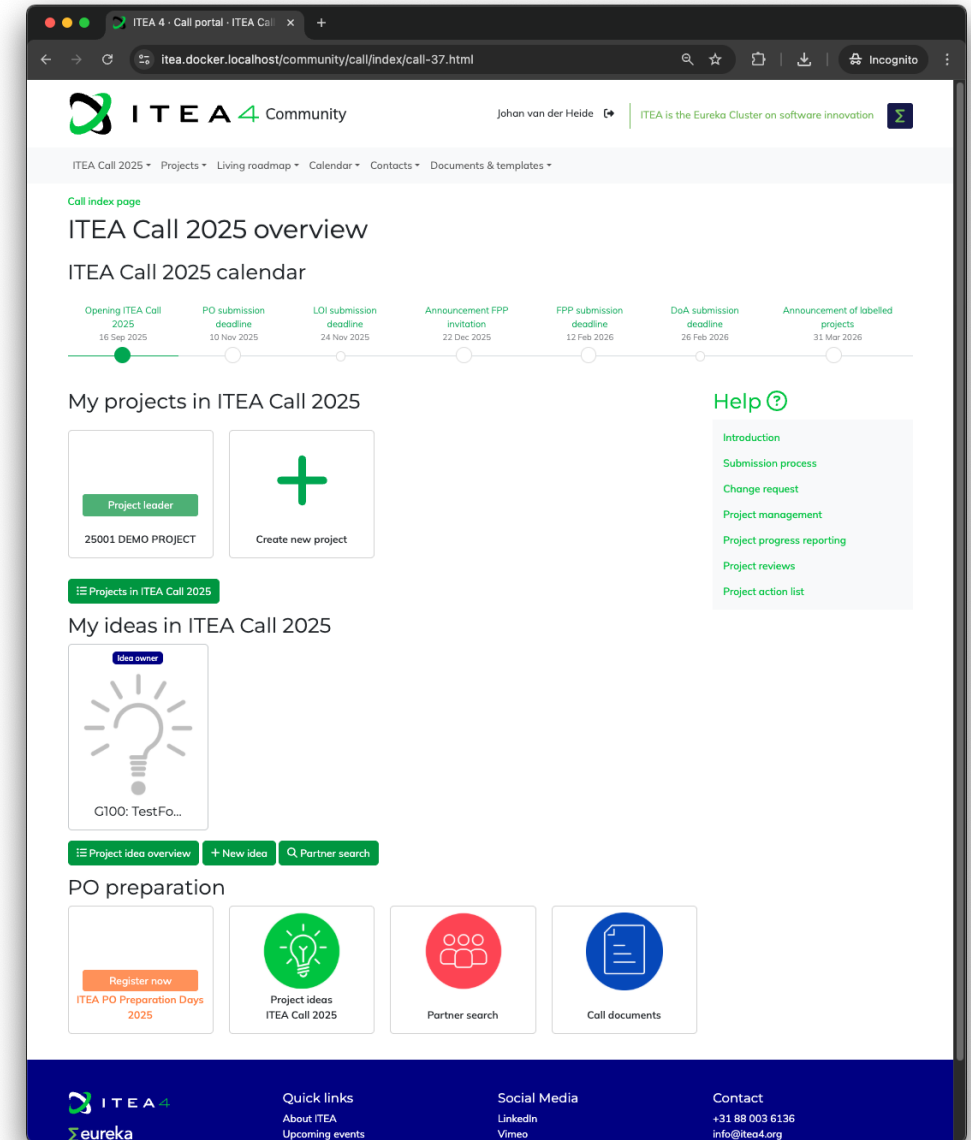 ITEA 4 · Call portal · ITEA Call
itea.docker.localhost/community/call/index/call-37.html
Incognito
ITEA4 Community
Johan van der Heide
ITEA is the Eureka Cluster on software innovation
Σ
ITEA Call 2025 Projects Living roadmap Calendar Contacts Documents & templates
Call index page
ITEA Call 2025 overview
ITEA Call 2025 calendar
Opening ITEA Call
2025
16 Sep 2025
PO submission
deadline
10 Nov 2025
LOI submission
deadline
24 Nov 2025
Announcement FPP
invitation
22 Dec 2025
FPP submission
deadline
12 Feb 2026
DoA submission
deadline
26 Feb 2026
Announcement of labelled
projects
31 Mar 2026
My projects in ITEA Call 2025
Project leader
25001 DEMO PROJECT
Create new project
Projects in ITEA Call 2025
Help ?
Introduction
Submission process
Change request
Project management
Project progress reporting
Project reviews
Project action list
My ideas in ITEA Call 2025
Idea owner
G100: TestFo...
Project idea overview
+ New idea
Partner search
PO preparation
Register now
ITEA PO Preparation Days
2025
Project ideas
ITEA Call 2025
Partner search
Call documents
ITEA4
Σeureka
Quick links
About ITEA
Upcoming events
Social Media
LinkedIn
Vimeo
Contact
+31 88 003 6136
info@itea4.org